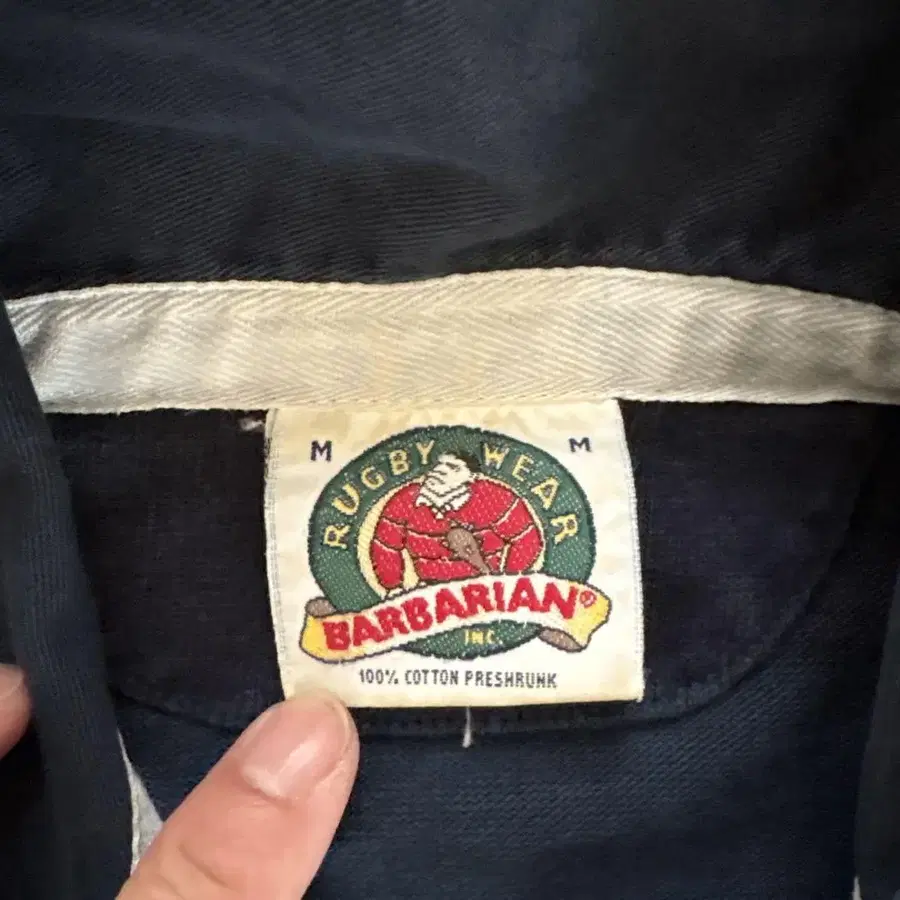 M M
RUGBY WEAR
BARBARIAN®
INC.
100% COTTON PRESHRUNK